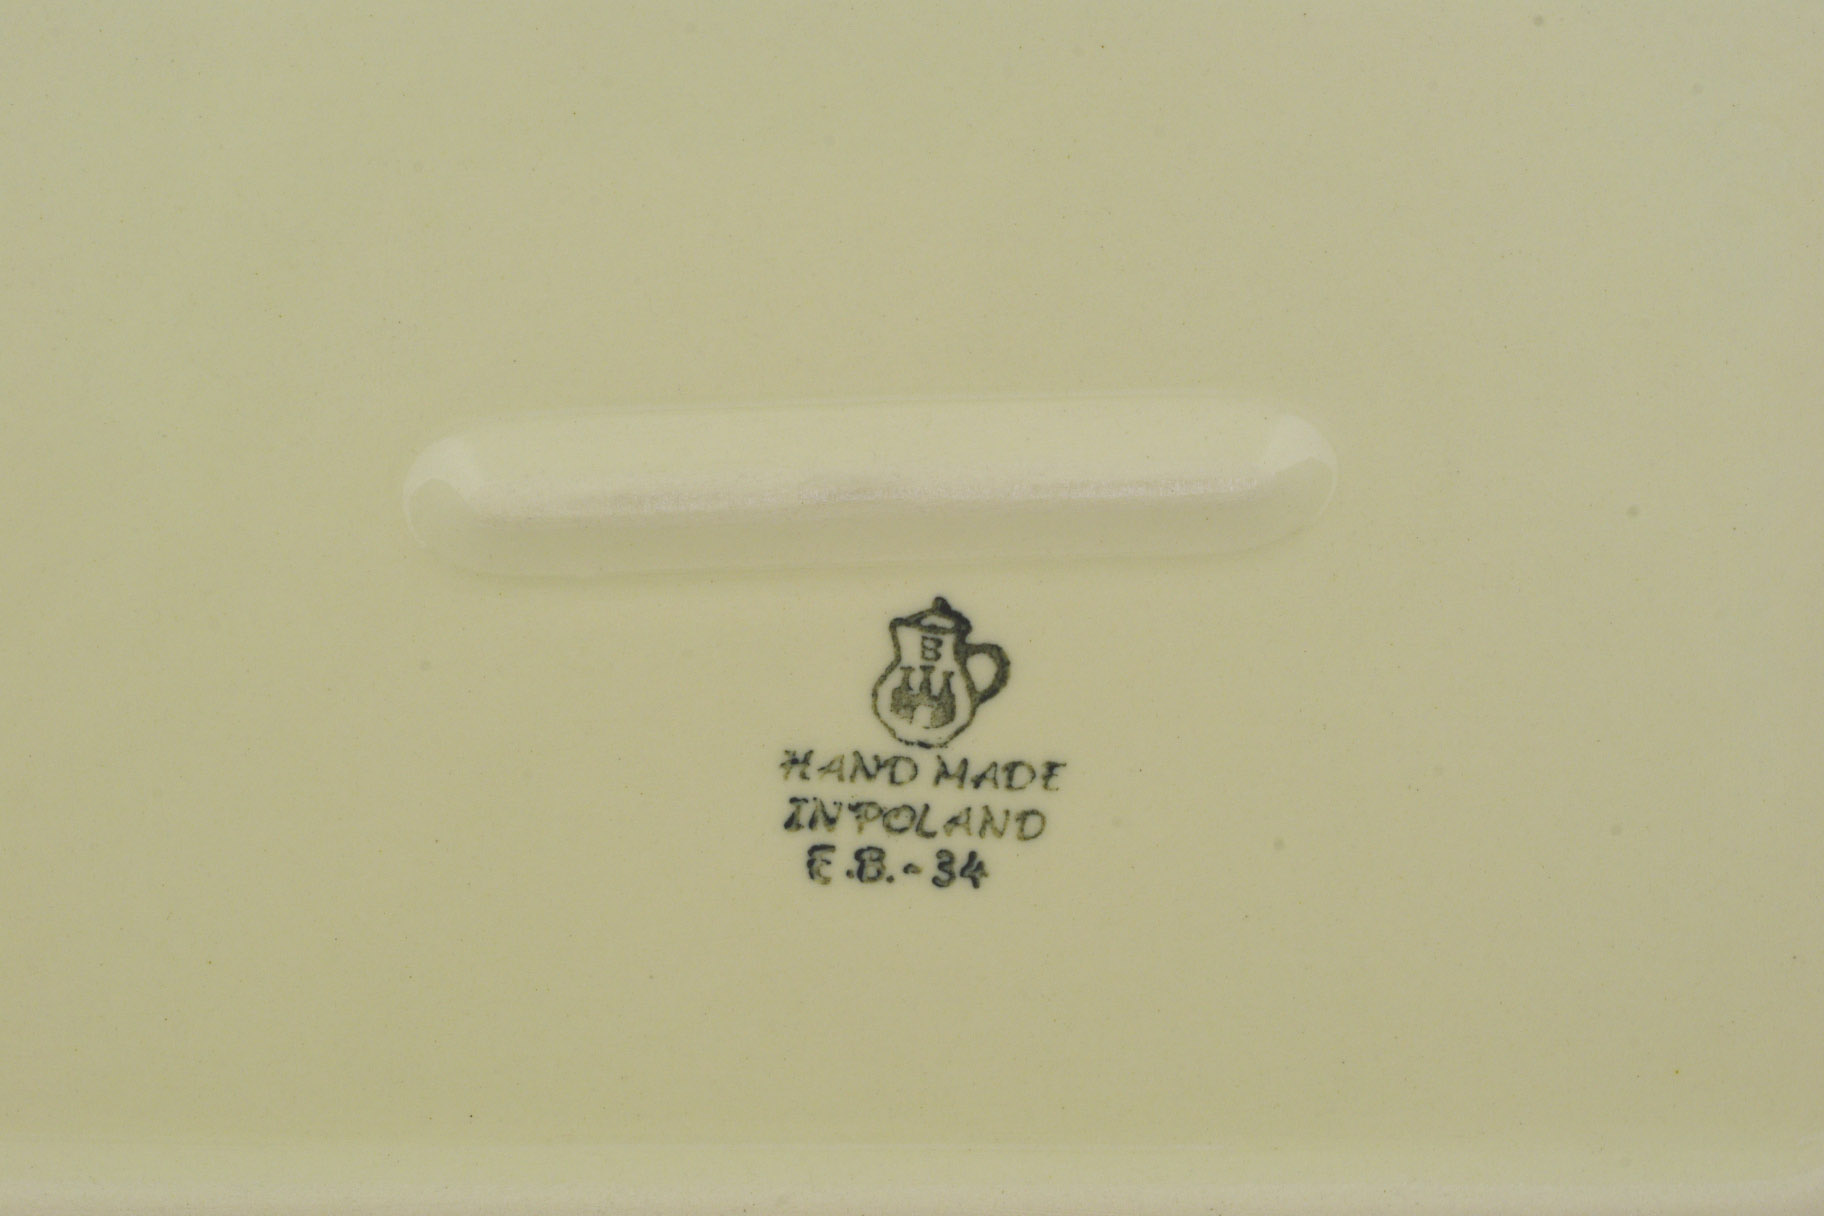 B
HAND MADE
IN POLAND
E.B.-34